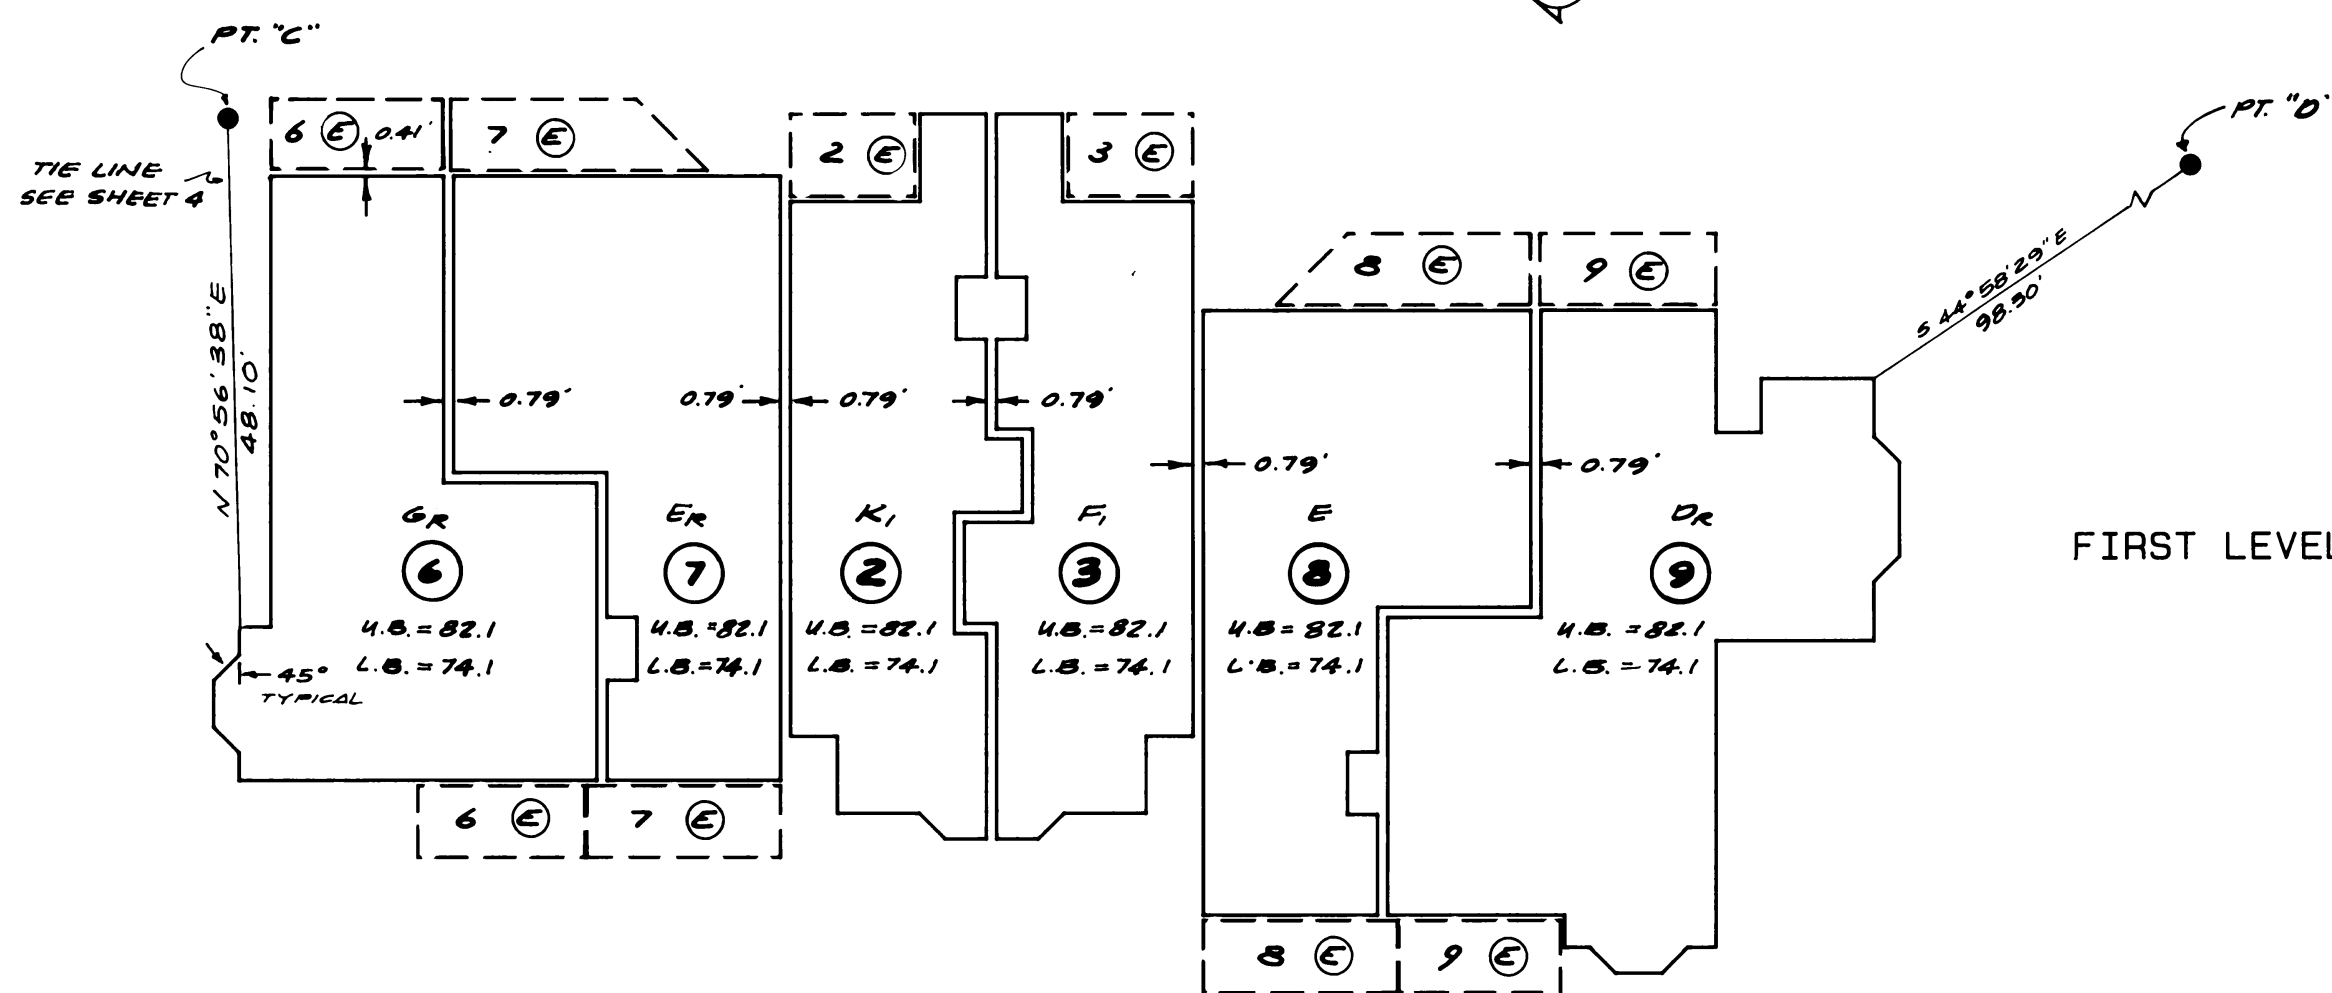 PT. "C"
PT. "D"
6 E 0.41'
7 E
2 E
3 E
TIE LINE
SEE SHEET 4
8 E
9 E
N 70°56'38"E
48.10'
S 44°58'29"E
98.30'
0.79'
0.79'
0.79'
0.79'
0.79'
0.79'
GR
ER
K1
F1
E
DR
6
7
2
3
8
9
FIRST LEVEL
U.B. = 82.1
L.B. = 74.1
U.B. = 82.1
L.B. = 74.1
U.B. = 82.1
L.B. = 74.1
U.B. = 82.1
L.B. = 74.1
U.B = 82.1
L.B. = 74.1
U.B. = 82.1
L.B. = 74.1
45°
TYPICAL
6 E
7 E
8 E
9 E